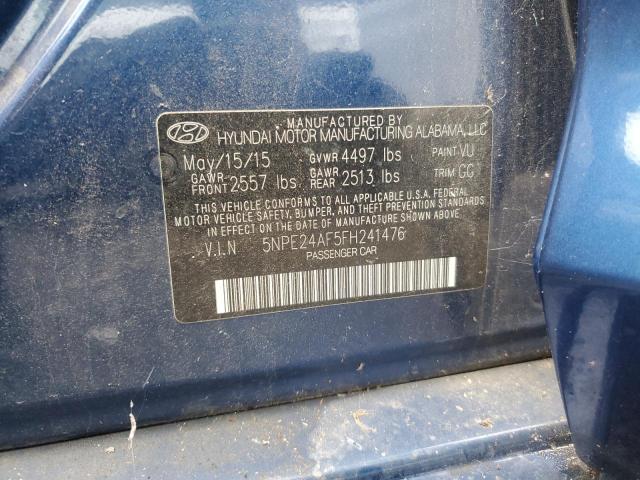 MANUFACTURED BY
HYUNDAI MOTOR MANUFACTURING ALABAMA, LLC
May/15/15 GVWR 4497 lbs PAINT VU
GAWR FRONT 2557 lbs GAWR REAR 2513 lbs TRIM GG
THIS VEHICLE CONFORMS TO ALL APPLICABLE U.S.A. FEDERAL
MOTOR VEHICLE SAFETY, BUMPER, AND THEFT PREVENTION STANDARDS
IN EFFECT ON THE DATE OF MANUFACTURE SHOWN ABOVE.
V.I.N 5NPE24AF5FH241476
PASSENGER CAR